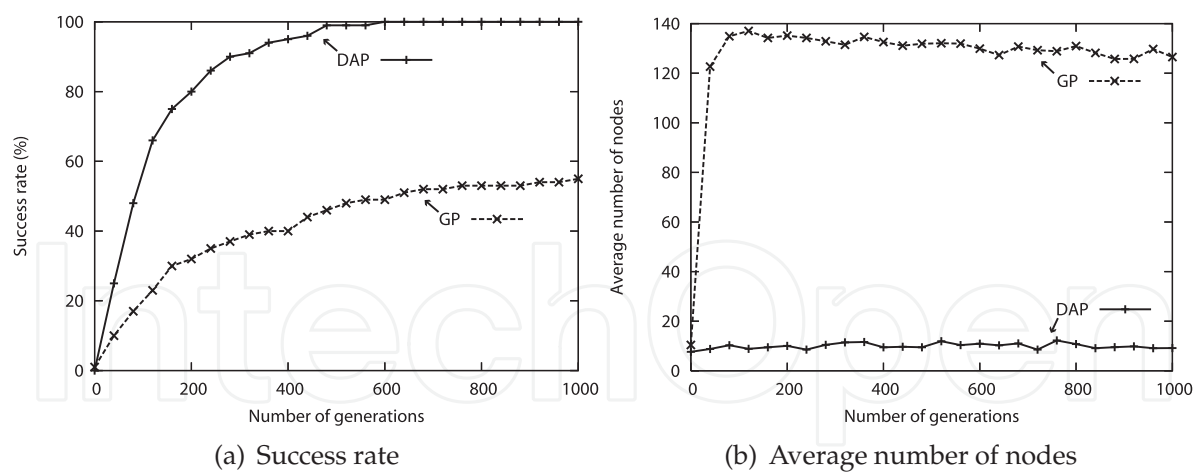 100
80
60
40
20
0
0 200 400 600 800 1000
Success rate (%)
Number of generations
DAP
GP
(a) Success rate
140
120
100
80
60
40
20
0
0 200 400 600 800 1000
Average number of nodes
Number of generations
GP
DAP
(b) Average number of nodes
IntechOpen